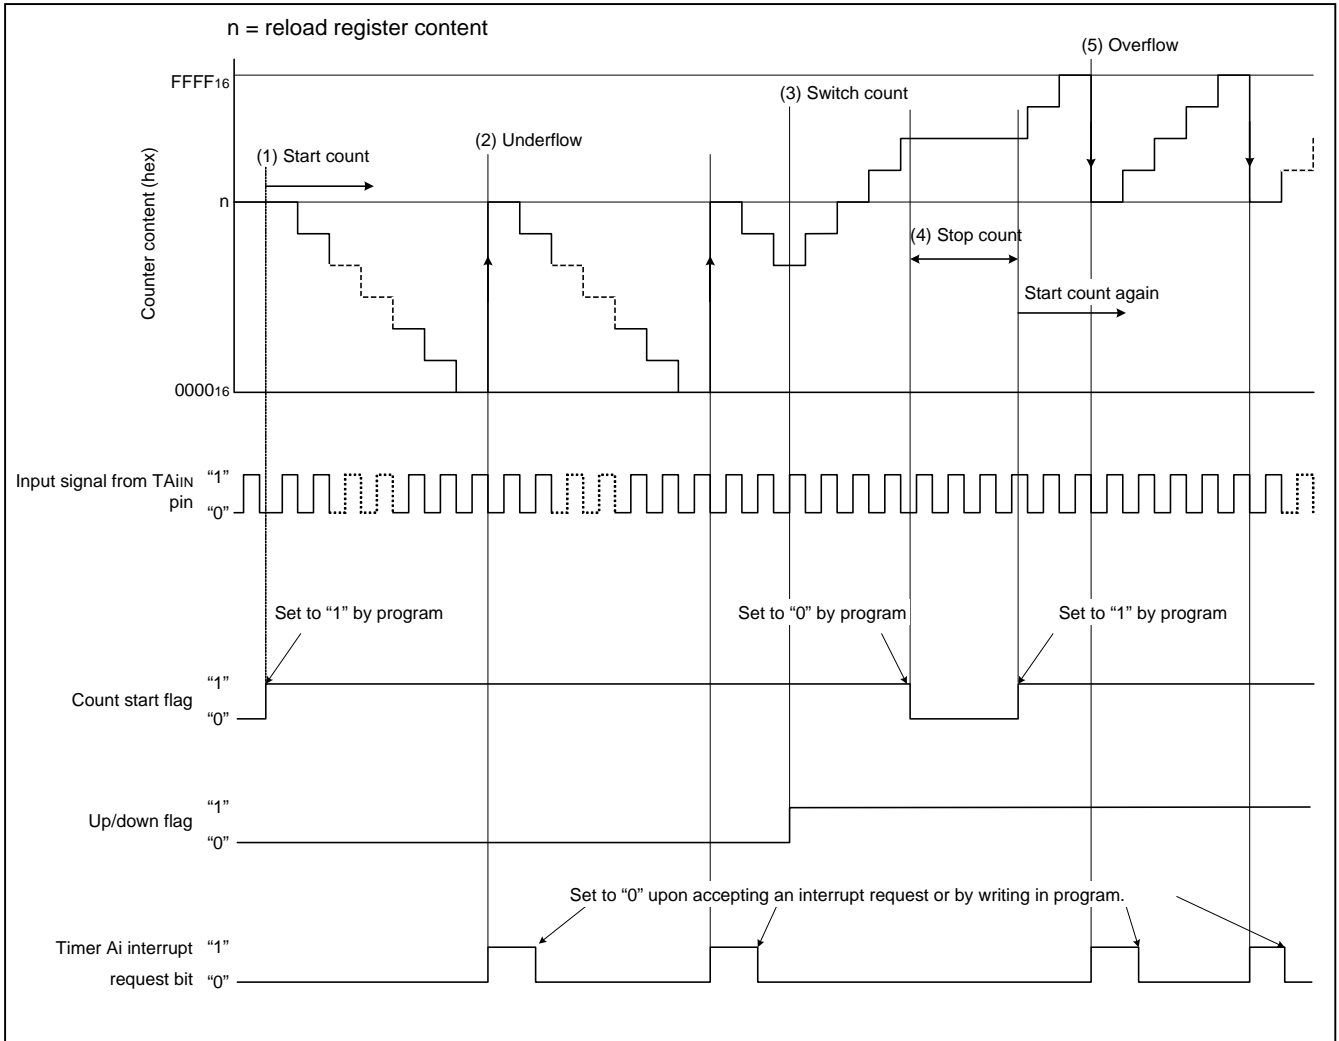 n = reload register content
(5) Overflow
FFFF16
(3) Switch count
(2) Underflow
(1) Start count
Counter content (hex)
n
(4) Stop count
Start count again
000016
Input signal from TAiIN
pin
“1”
“0”
Set to “1” by program
Set to “0” by program
Set to “1” by program
Count start flag
“1”
“0”
Up/down flag
“1”
“0”
Set to “0” upon accepting an interrupt request or by writing in program.
Timer Ai interrupt
request bit
“1”
“0”